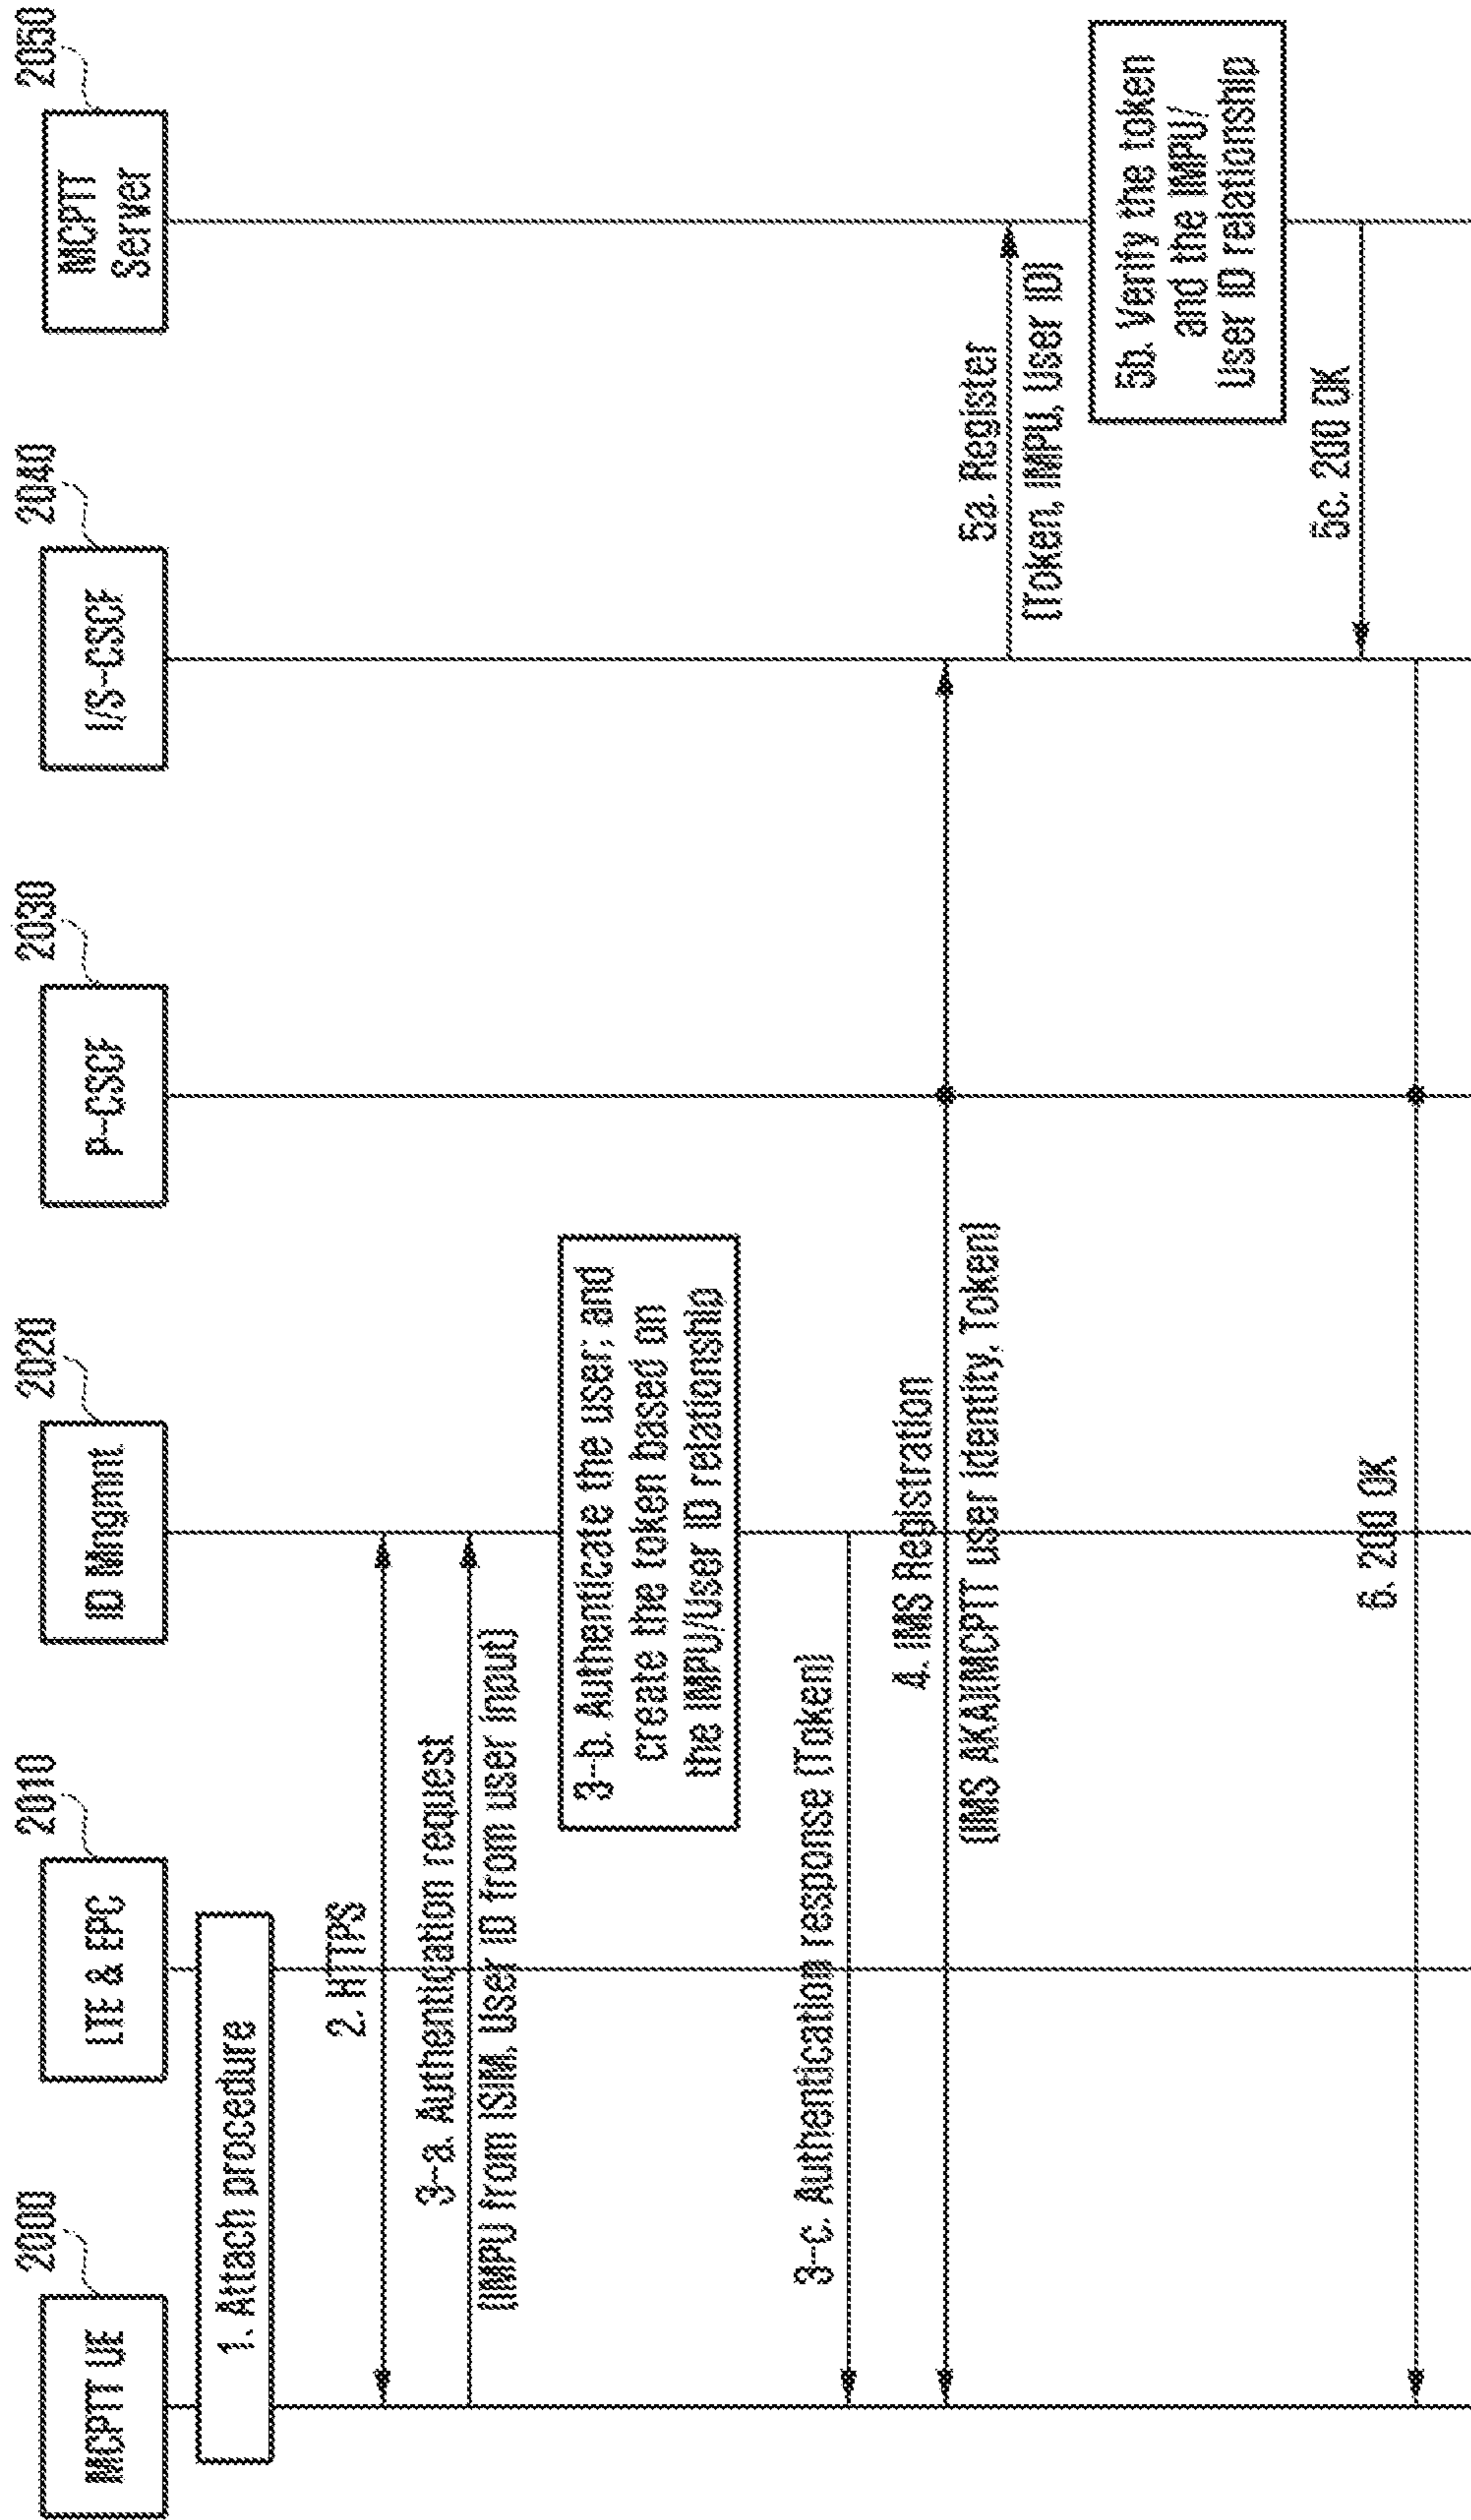 2000
2010
2020
2030
2040
2050
MCPTT UE
LTE & EPC
ID Mngmnt.
P-CSCF
I/S-CSCF
MCPTT
Server
1. Attach procedure
2. HTTPS
3-a. Authentication request
(IMPU from ISIM, User ID from user input)
3-b. Authenticate the user; and
create the token based on
the IMPU/User ID relationship
3-c. Authentication response (Token)
4. IMS Registration
(IMS AKA)(MCPTT user identity, Token)
5a. Register
(Token, IMPU, User ID)
5b. Verify the token
and the IMPU/
User ID relationship
5c. 200 OK
6. 200 OK